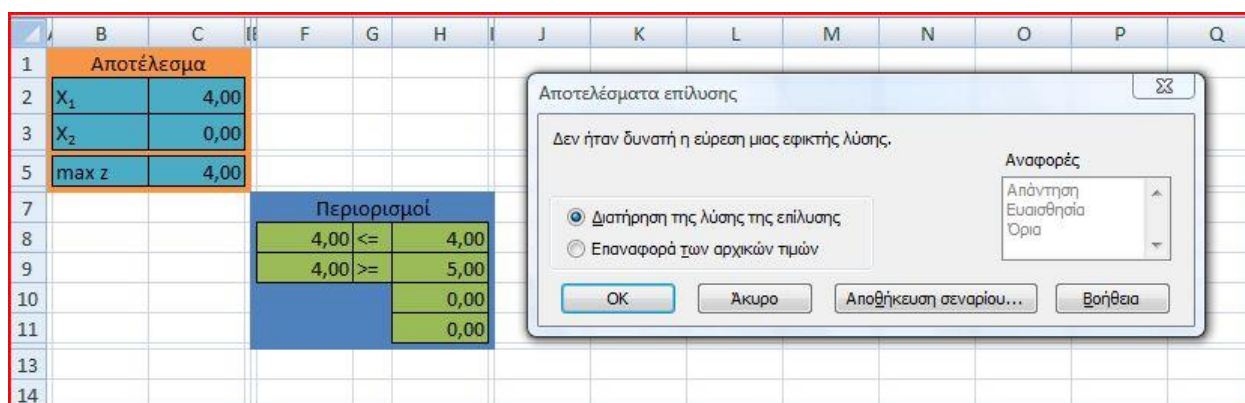 B C F G H J K L M N O P Q
1 Αποτέλεσμα
2 X₁ 4,00
3 X₂ 0,00
5 max z 4,00
7 Περιορισμοί
8 4,00 <= 4,00
9 4,00 >= 5,00
10 0,00
11 0,00
13
14
Αποτελέσματα επίλυσης
Δεν ήταν δυνατή η εύρεση μιας εφικτής λύσης.
Αναφορές
Απάντηση
Ευαισθησία
Όρια
Διατήρηση της λύσης της επίλυσης
Επαναφορά των αρχικών τιμών
OK Άκυρο Αποθήκευση σεναρίου... Βοήθεια